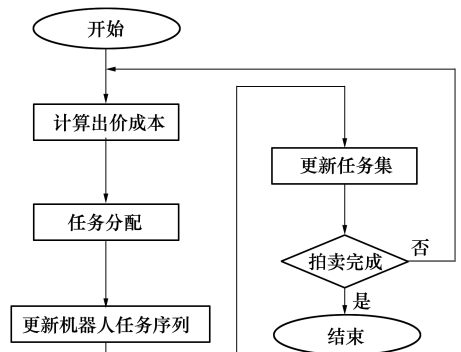 开始
计算出价成本
任务分配
更新机器人任务序列
更新任务集
拍卖完成
否
是
结束